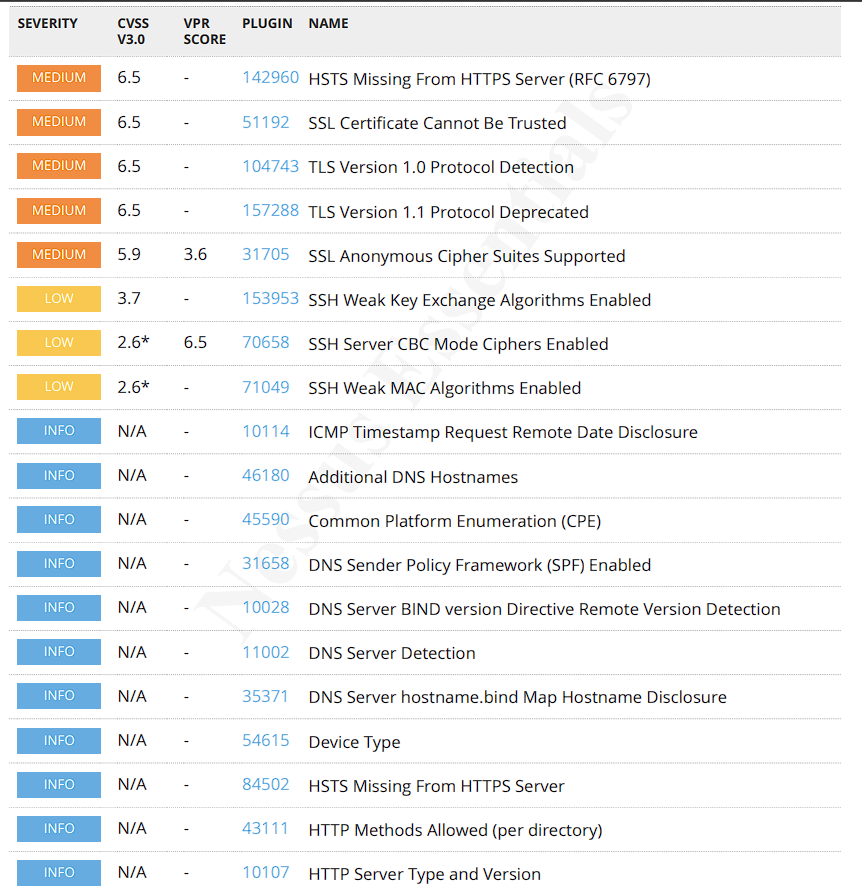 SEVERITY CVSS V3.0 VPR SCORE PLUGIN NAME
MEDIUM 6.5 - 142960 HSTS Missing From HTTPS Server (RFC 6797)
MEDIUM 6.5 - 51192 SSL Certificate Cannot Be Trusted
MEDIUM 6.5 - 104743 TLS Version 1.0 Protocol Detection
MEDIUM 6.5 - 157288 TLS Version 1.1 Protocol Deprecated
MEDIUM 5.9 3.6 31705 SSL Anonymous Cipher Suites Supported
LOW 3.7 - 153953 SSH Weak Key Exchange Algorithms Enabled
LOW 2.6* 6.5 70658 SSH Server CBC Mode Ciphers Enabled
LOW 2.6* - 71049 SSH Weak MAC Algorithms Enabled
INFO N/A - 10114 ICMP Timestamp Request Remote Date Disclosure
INFO N/A - 46180 Additional DNS Hostnames
INFO N/A - 45590 Common Platform Enumeration (CPE)
INFO N/A - 31658 DNS Sender Policy Framework (SPF) Enabled
INFO N/A - 10028 DNS Server BIND version Directive Remote Version Detection
INFO N/A - 11002 DNS Server Detection
INFO N/A - 35371 DNS Server hostname.bind Map Hostname Disclosure
INFO N/A - 54615 Device Type
INFO N/A - 84502 HSTS Missing From HTTPS Server
INFO N/A - 43111 HTTP Methods Allowed (per directory)
INFO N/A - 10107 HTTP Server Type and Version
Nessus Essentials